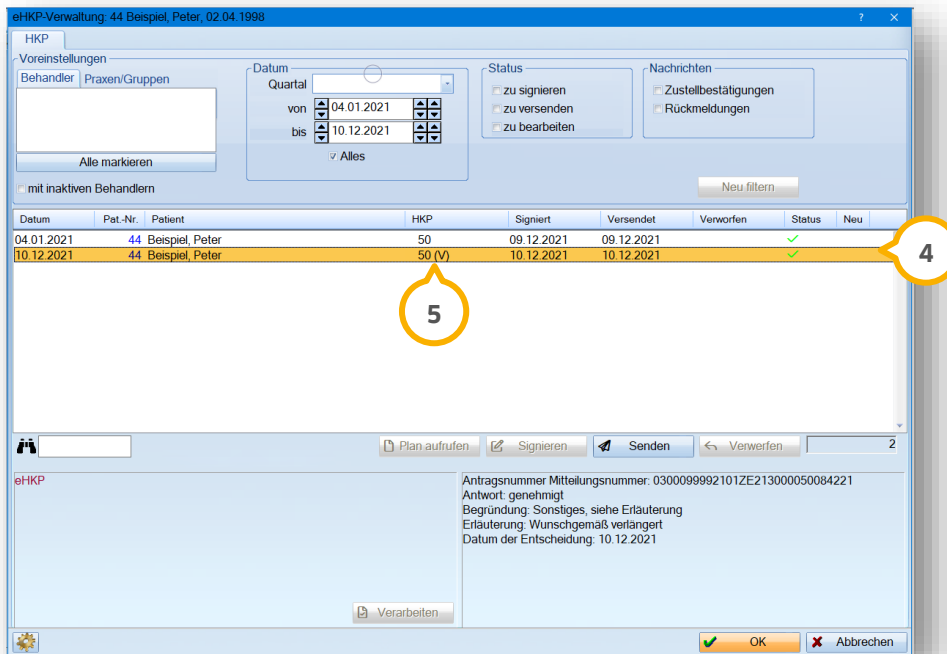 eHKP-Verwaltung: 44 Beispiel, Peter, 02.04.1998
HKP
Voreinstellungen
Behandler Praxen/Gruppen
Alle markieren
mit inaktiven Behandlern
Datum
Quartal
von 04.01.2021
bis 10.12.2021
Alles
Status
zu signieren
zu versenden
zu bearbeiten
Nachrichten
Zustellbestätigungen
Rückmeldungen
Neu filtern
Datum Pat.-Nr. Patient HKP Signiert Versendet Verworfen Status Neu
04.01.2021 44 Beispiel, Peter 50 09.12.2021 09.12.2021
10.12.2021 44 Beispiel, Peter 50 (V) 10.12.2021 10.12.2021
4
5
Plan aufrufen Signieren Senden Verwerfen 2
eHKP
Verarbeiten
Antragsnummer Mitteilungsnummer: 0300099992101ZE213000050084221
Antwort: genehmigt
Begründung: Sonstiges, siehe Erläuterung
Erläuterung: Wunschgemäß verlängert
Datum der Entscheidung: 10.12.2021
OK Abbrechen